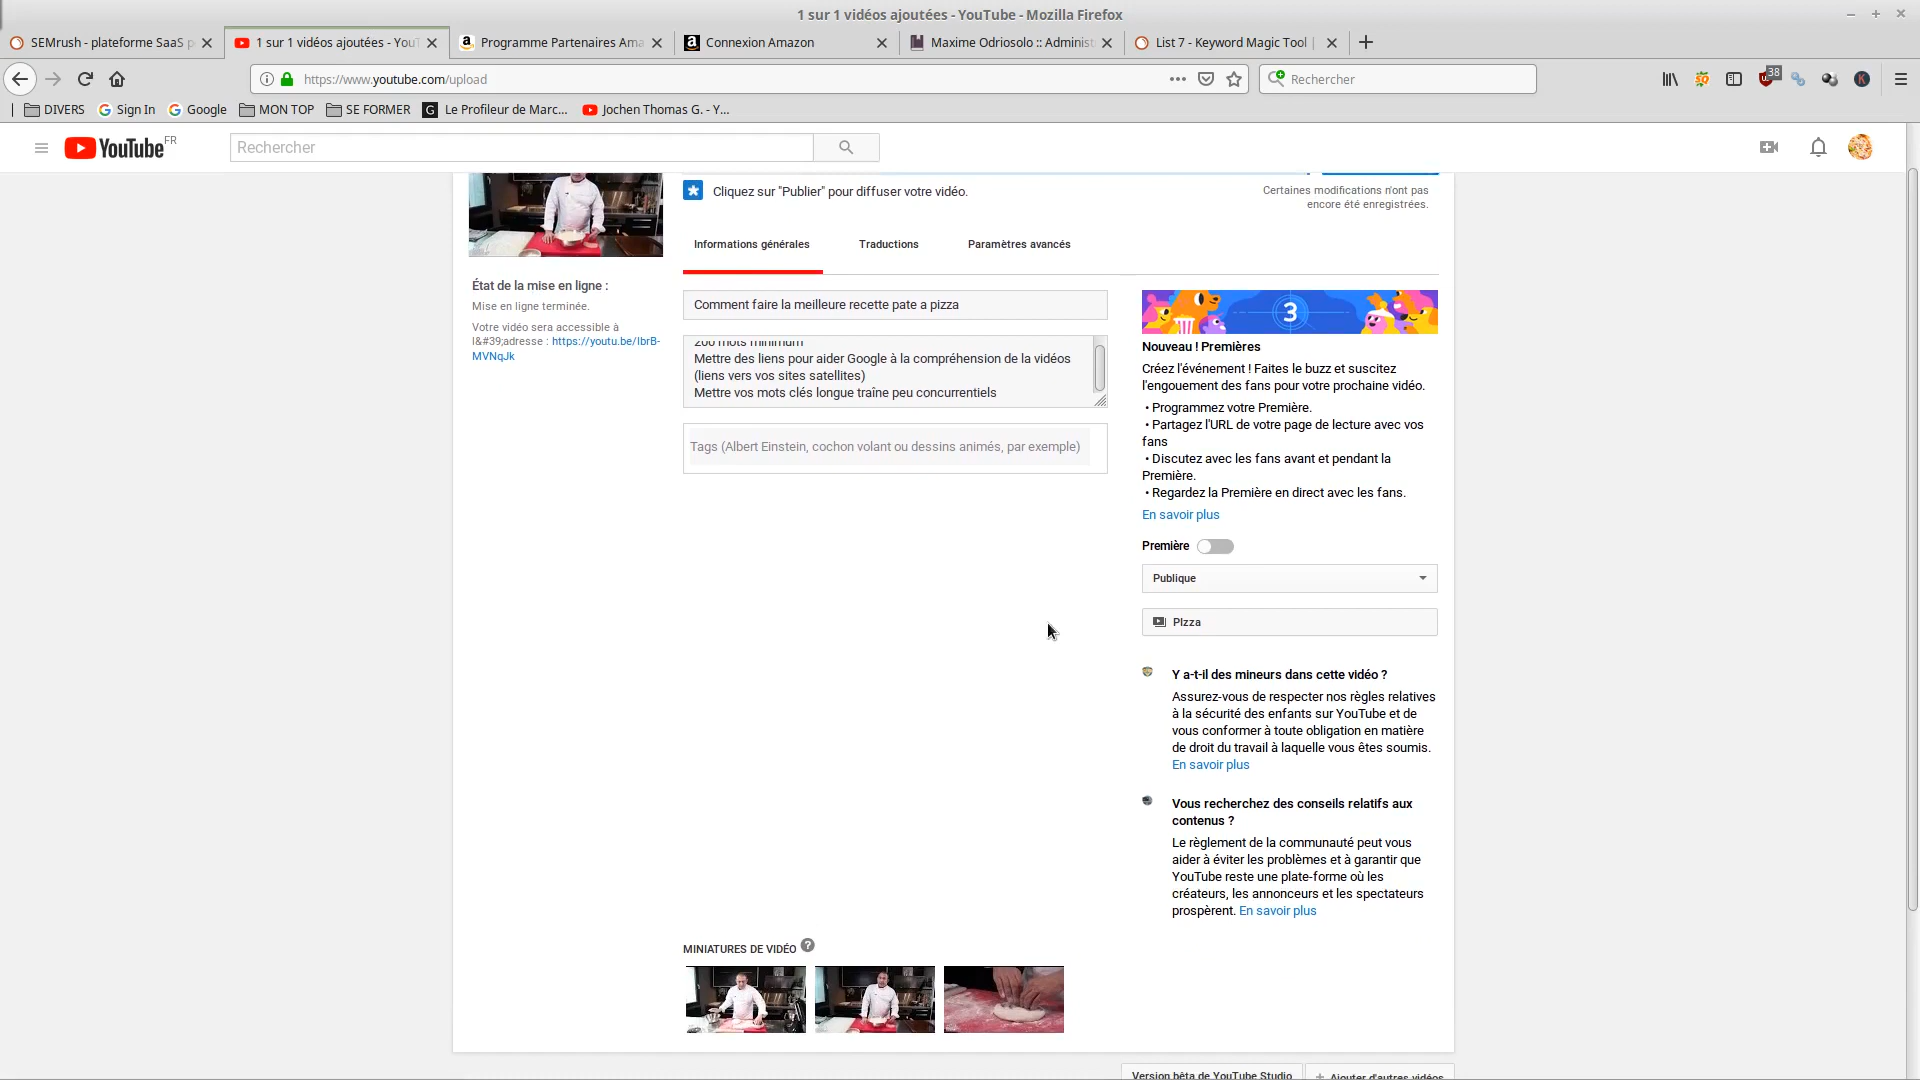 1 sur 1 vidéos ajoutées - YouTube - Mozilla Firefox
SEMrush - plateforme SaaS p
1 sur 1 vidéos ajoutées - YouT
Programme Partenaires Ama
Connexion Amazon
Maxime Odriosolo :: Administ
List 7 - Keyword Magic Tool |
https://www.youtube.com/upload
Rechercher
38
DIVERS
Sign In
Google
MON TOP
SE FORMER
Le Profileur de Marc...
Jochen Thomas G. - Y...
YouTube FR
Rechercher
Cliquez sur "Publier" pour diffuser votre vidéo.
Certaines modifications n'ont pas
encore été enregistrées.
Informations générales
Traductions
Paramètres avancés
État de la mise en ligne :
Mise en ligne terminée.
Votre vidéo sera accessible à
l&#39;adresse : https://youtu.be/lbrB-
MVNqJk
Comment faire la meilleure recette pate a pizza
200 mots minimum
Mettre des liens pour aider Google à la compréhension de la vidéos
(liens vers vos sites satellites)
Mettre vos mots clés longue traîne peu concurrentiels
Tags (Albert Einstein, cochon volant ou dessins animés, par exemple)
3
Nouveau ! Premières
Créez l'événement ! Faites le buzz et suscitez
l'engouement des fans pour votre prochaine vidéo.
• Programmez votre Première.
• Partagez l'URL de votre page de lecture avec vos
fans
• Discutez avec les fans avant et pendant la
Première.
• Regardez la Première en direct avec les fans.
En savoir plus
Première
Publique
PIzza
Y a-t-il des mineurs dans cette vidéo ?
Assurez-vous de respecter nos règles relatives
à la sécurité des enfants sur YouTube et de
vous conformer à toute obligation en matière
de droit du travail à laquelle vous êtes soumis.
En savoir plus
Vous recherchez des conseils relatifs aux
contenus ?
Le règlement de la communauté peut vous
aider à éviter les problèmes et à garantir que
YouTube reste une plate-forme où les
créateurs, les annonceurs et les spectateurs
prospèrent. En savoir plus
MINIATURES DE VIDÉO ?
Version bêta de YouTube Studio
+ Ajouter d'autres vidéos